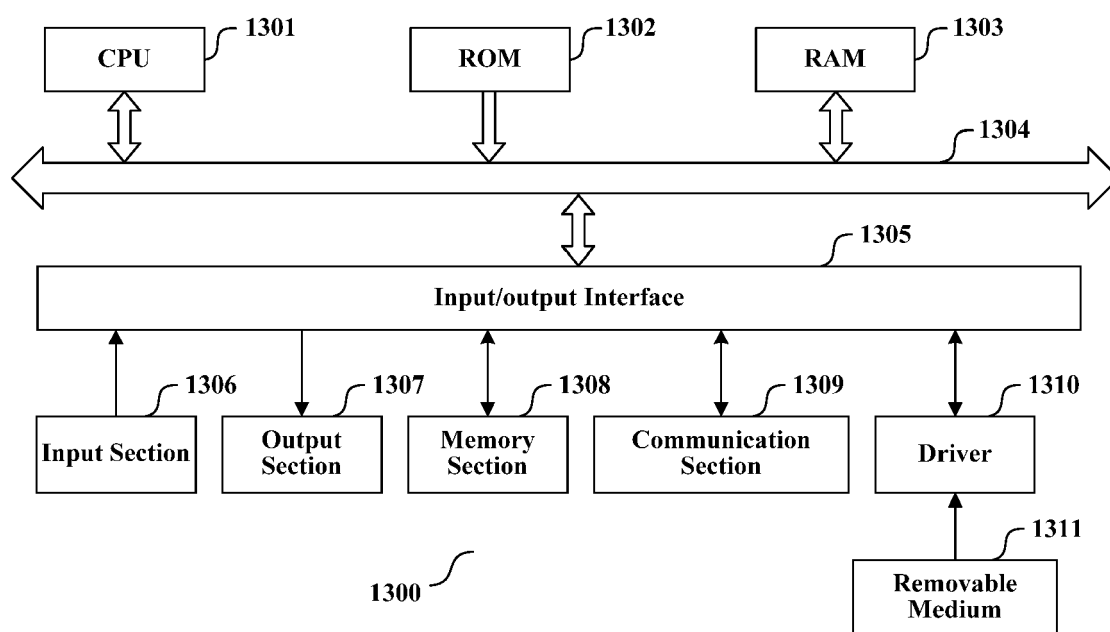 1301
1302
1303
CPU
ROM
RAM
1304
1305
Input/output Interface
1306
1307
1308
1309
1310
Input Section
Output
Section
Memory
Section
Communication
Section
Driver
1300
1311
Removable
Medium